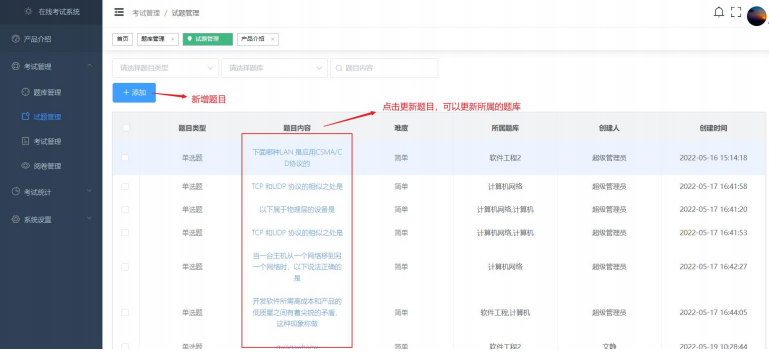 在线考试系统
考试管理 / 试题管理
产品介绍
首页
题库管理 ×
试题管理
产品介绍 ×
考试管理
请选择题目类型
请选择题库
题目内容
题库管理
+ 添加
新增题目
点击更新题目，可以更新所属的题库
试题管理
题目类型 题目内容 难度 所属题库 创建人 创建时间
考试管理
阅卷管理
考试统计
系统设置
单选题
下面哪种LAN 是应用CSMA/C
D协议的
简单 软件工程2 超级管理员 2022-05-16 15:14:18
单选题 TCP 和UDP 协议的相似之处是 简单 计算机网络 超级管理员 2022-05-17 16:41:58
单选题 以下属于物理层的设备是 简单 计算机网络,计算机 超级管理员 2022-05-17 16:41:20
单选题 TCP 和UDP 协议的相似之处是 简单 计算机网络,计算机 超级管理员 2022-05-17 16:41:53
单选题
当一台主机从一个网络移到另
一个网络时，以下说法正确的
是
简单 计算机网络 超级管理员 2022-05-17 16:42:27
单选题
开发软件所需高成本和产品的
低质量之间有着尖锐的矛盾，
这种现象称做
简单 软件工程,计算机 超级管理员 2022-05-17 16:44:05
单选题 简单 软件工程2 文静 2022-05-19 10:28:44